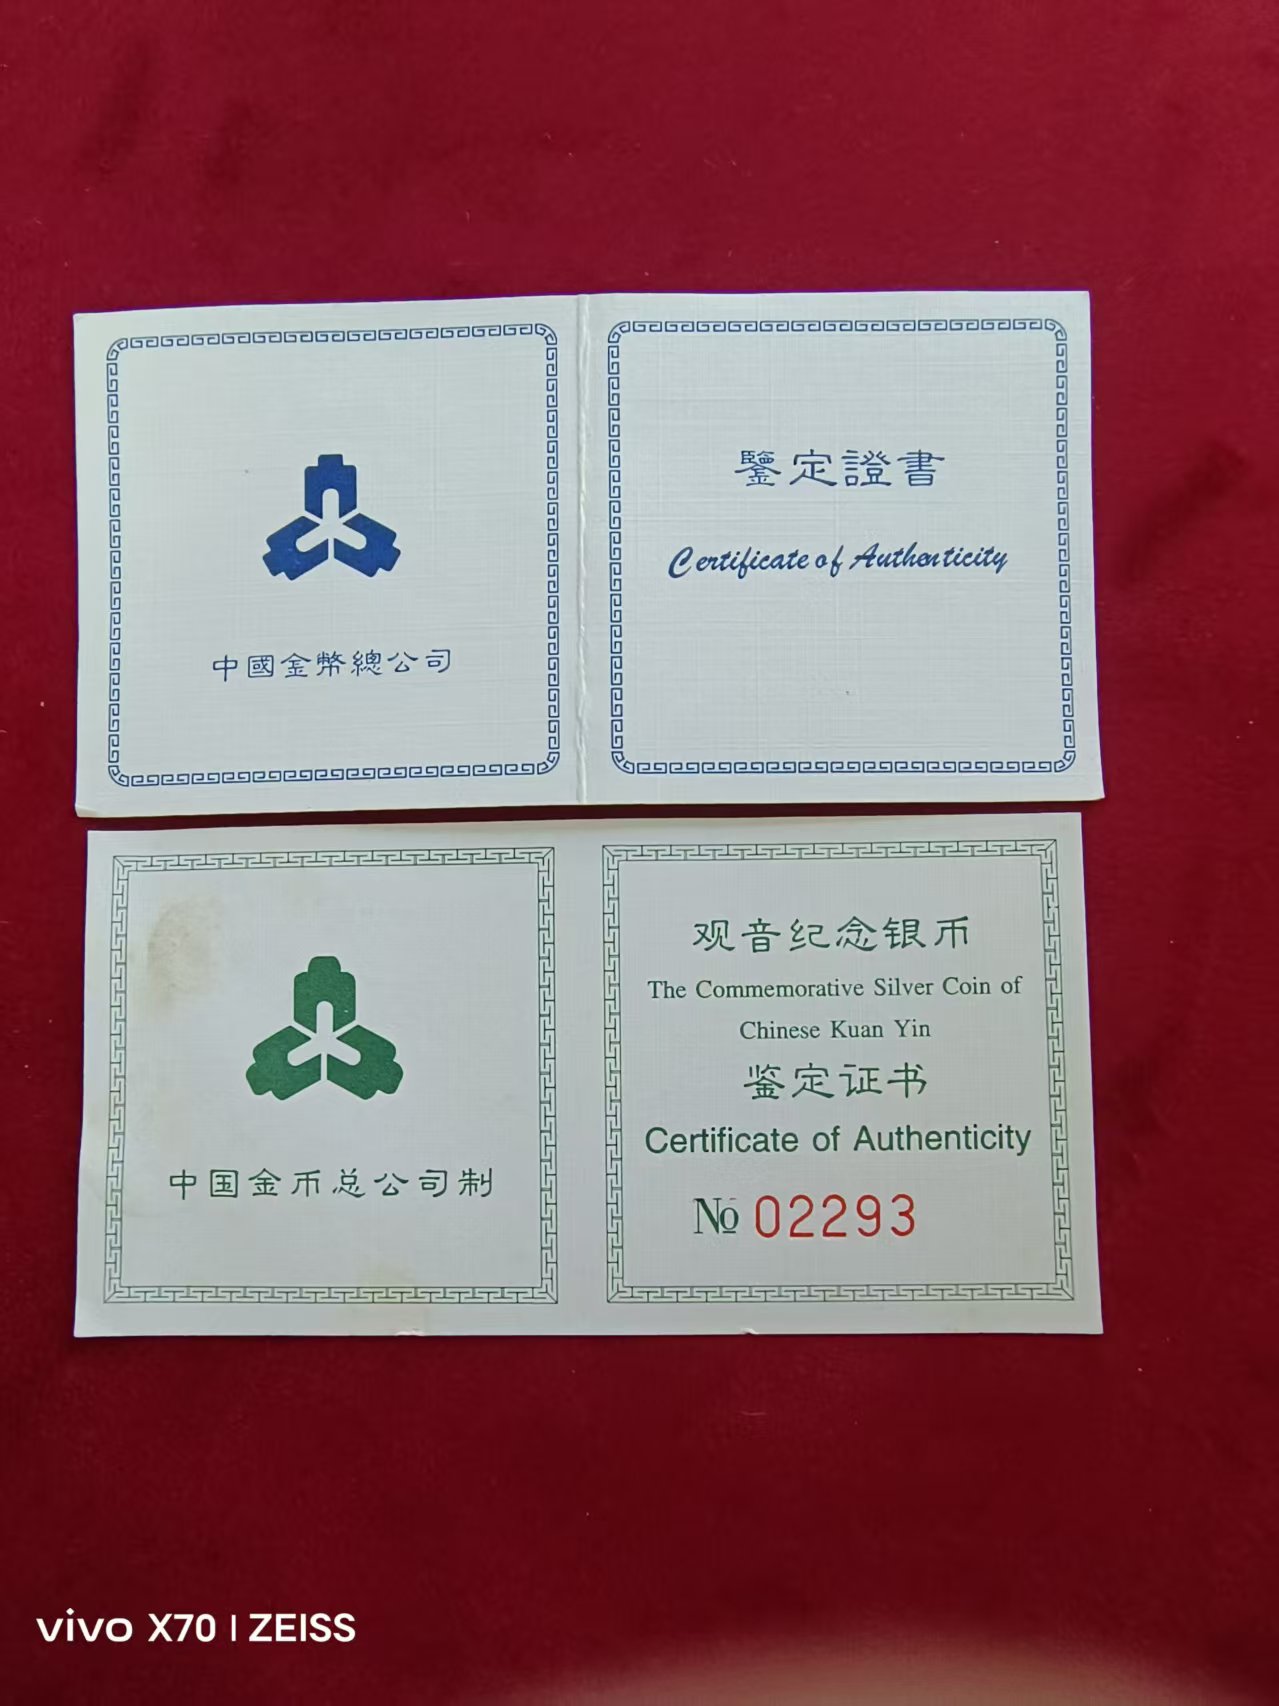 鑒定證書
Certificate of Authenticity
中國金幣總公司
观音纪念银币
The Commemorative Silver Coin of
Chinese Kuan Yin
鉴定证书
Certificate of Authenticity
№ 02293
中国金币总公司制
vivo X70 | ZEISS